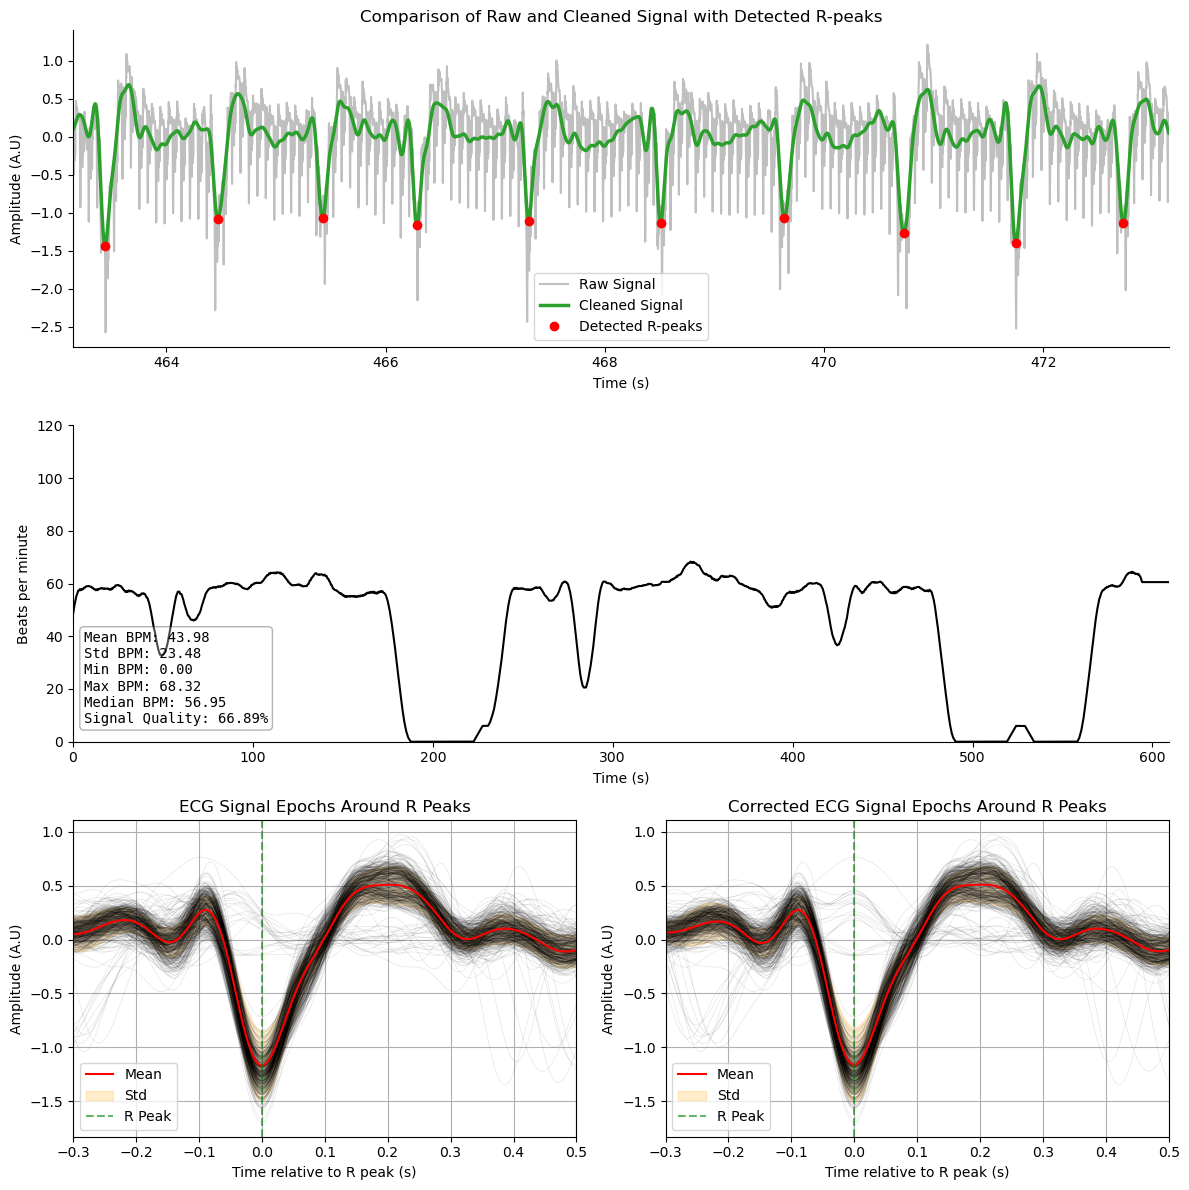 Comparison of Raw and Cleaned Signal with Detected R-peaks
Amplitude (A.U)
1.0
0.5
0.0
−0.5
−1.0
−1.5
−2.0
−2.5
Raw Signal
Cleaned Signal
Detected R-peaks
464 466 468 470 472
Time (s)
Beats per minute
120
100
80
60
40
20
0
Mean BPM: 43.98
Std BPM: 23.48
Min BPM: 0.00
Max BPM: 68.32
Median BPM: 56.95
Signal Quality: 66.89%
0 100 200 300 400 500 600
Time (s)
ECG Signal Epochs Around R Peaks
Amplitude (A.U)
1.0
0.5
0.0
−0.5
−1.0
−1.5
Mean
Std
R Peak
−0.3 −0.2 −0.1 0.0 0.1 0.2 0.3 0.4 0.5
Time relative to R peak (s)
Corrected ECG Signal Epochs Around R Peaks
Amplitude (A.U)
1.0
0.5
0.0
−0.5
−1.0
−1.5
Mean
Std
R Peak
−0.3 −0.2 −0.1 0.0 0.1 0.2 0.3 0.4 0.5
Time relative to R peak (s)